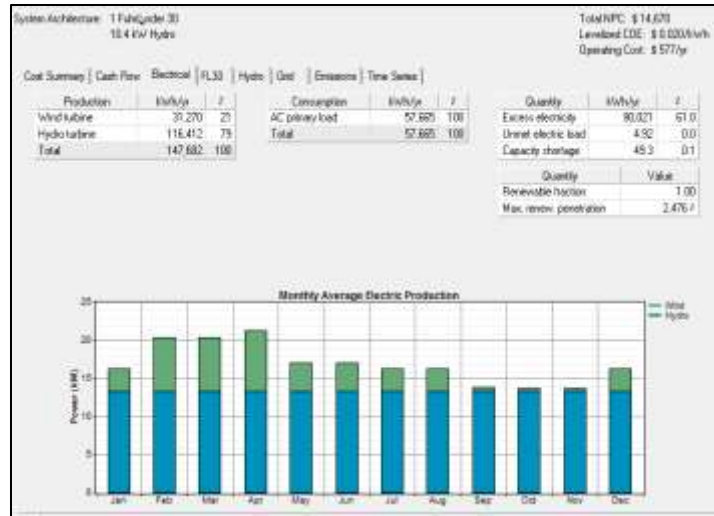 System Architecture: 1 Fuhrländer 30
10.4 kW Hydro
Total NPC: $ 14,670
Levelized COE: $ 0.020/kWh
Operating Cost: $ 577/yr
Cost Summary Cash Flow Electrical FL30 Hydro Grid Emissions Time Series
Production kWh/yr %
Wind turbine 31,270 21
Hydro turbine 116,412 79
Total 147,682 100
Consumption kWh/yr %
AC primary load 57,665 100
Total 57,665 100
Quantity kWh/yr %
Excess electricity 90,021 61.0
Unmet electric load 4.92 0.0
Capacity shortage 49.3 0.1
Quantity Value
Renewable fraction 1.00
Max. renew. penetration 2,476 %
Monthly Average Electric Production
Wind
Hydro
Power (kW)
25
20
15
10
5
0
Jan Feb Mar Apr May Jun Jul Aug Sep Oct Nov Dec